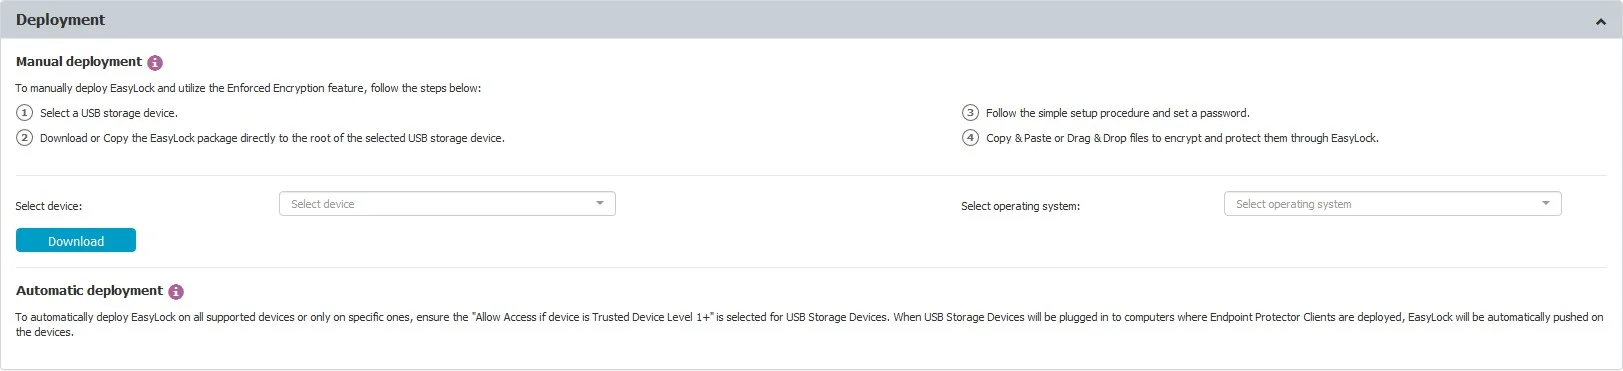 Deployment
Manual deployment i
To manually deploy EasyLock and utilize the Enforced Encryption feature, follow the steps below:
1 Select a USB storage device.
2 Download or Copy the EasyLock package directly to the root of the selected USB storage device.
3 Follow the simple setup procedure and set a password.
4 Copy & Paste or Drag & Drop files to encrypt and protect them through EasyLock.
Select device: Select device
Select operating system: Select operating system
Download
Automatic deployment i
To automatically deploy EasyLock on all supported devices or only on specific ones, ensure the "Allow Access if device is Trusted Device Level 1+" is selected for USB Storage Devices. When USB Storage Devices will be plugged in to computers where Endpoint Protector Clients are deployed, EasyLock will be automatically pushed on
the devices.